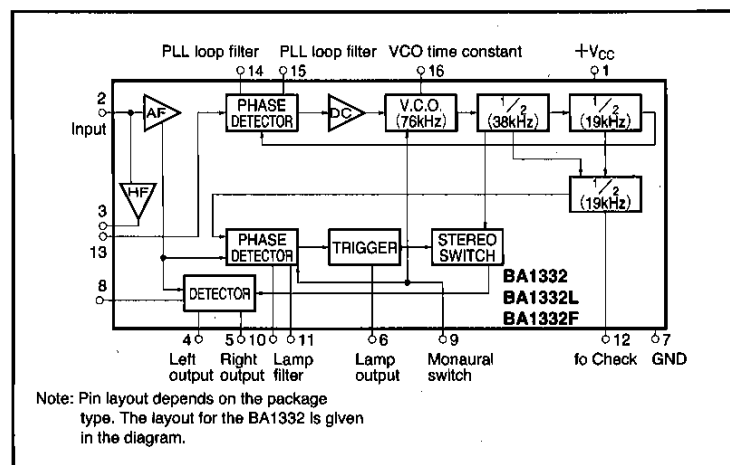 PLL loop filter PLL loop filter VCO time constant +Vcc
14 15 16 1
2
Input
AF
PHASE DETECTOR
DC
V.C.O. (76kHz)
1/2 (38kHz)
1/2 (19kHz)
HF
1/2 (19kHz)
3
13
PHASE DETECTOR
TRIGGER
STEREO SWITCH
8
DETECTOR
BA1332
BA1332L
BA1332F
4 5 10 11 6 9 12 7
Left output
Right output
Lamp filter
Lamp output
Monaural switch
fo Check
GND
Note: Pin layout depends on the package
type. The layout for the BA1332 is given
in the diagram.